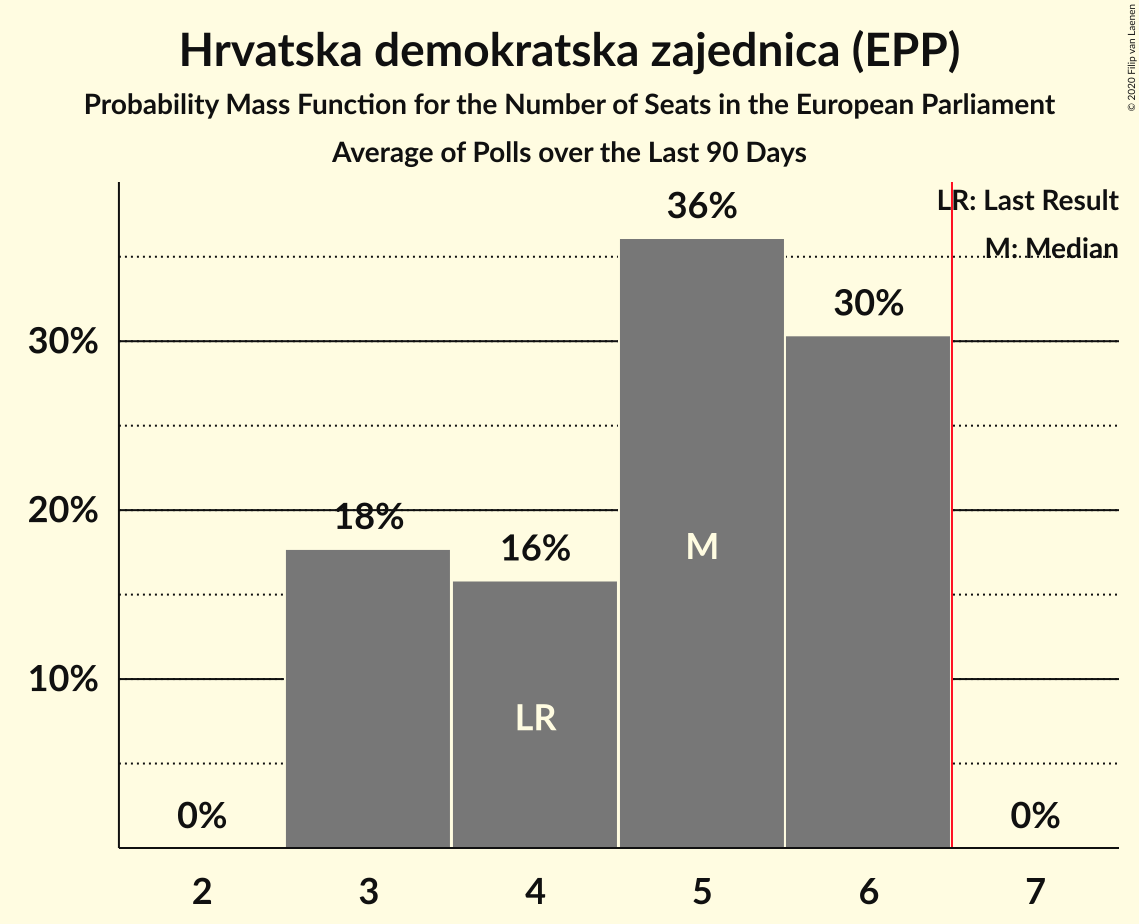 Hrvatska demokratska zajednica (EPP)
Probability Mass Function for the Number of Seats in the European Parliament
Average of Polls over the Last 90 Days
© 2020 Filip van Laenen
LR: Last Result
M: Median
36%
30%
18%
16%
0%
0%
M
LR
30%
20%
10%
2 3 4 5 6 7